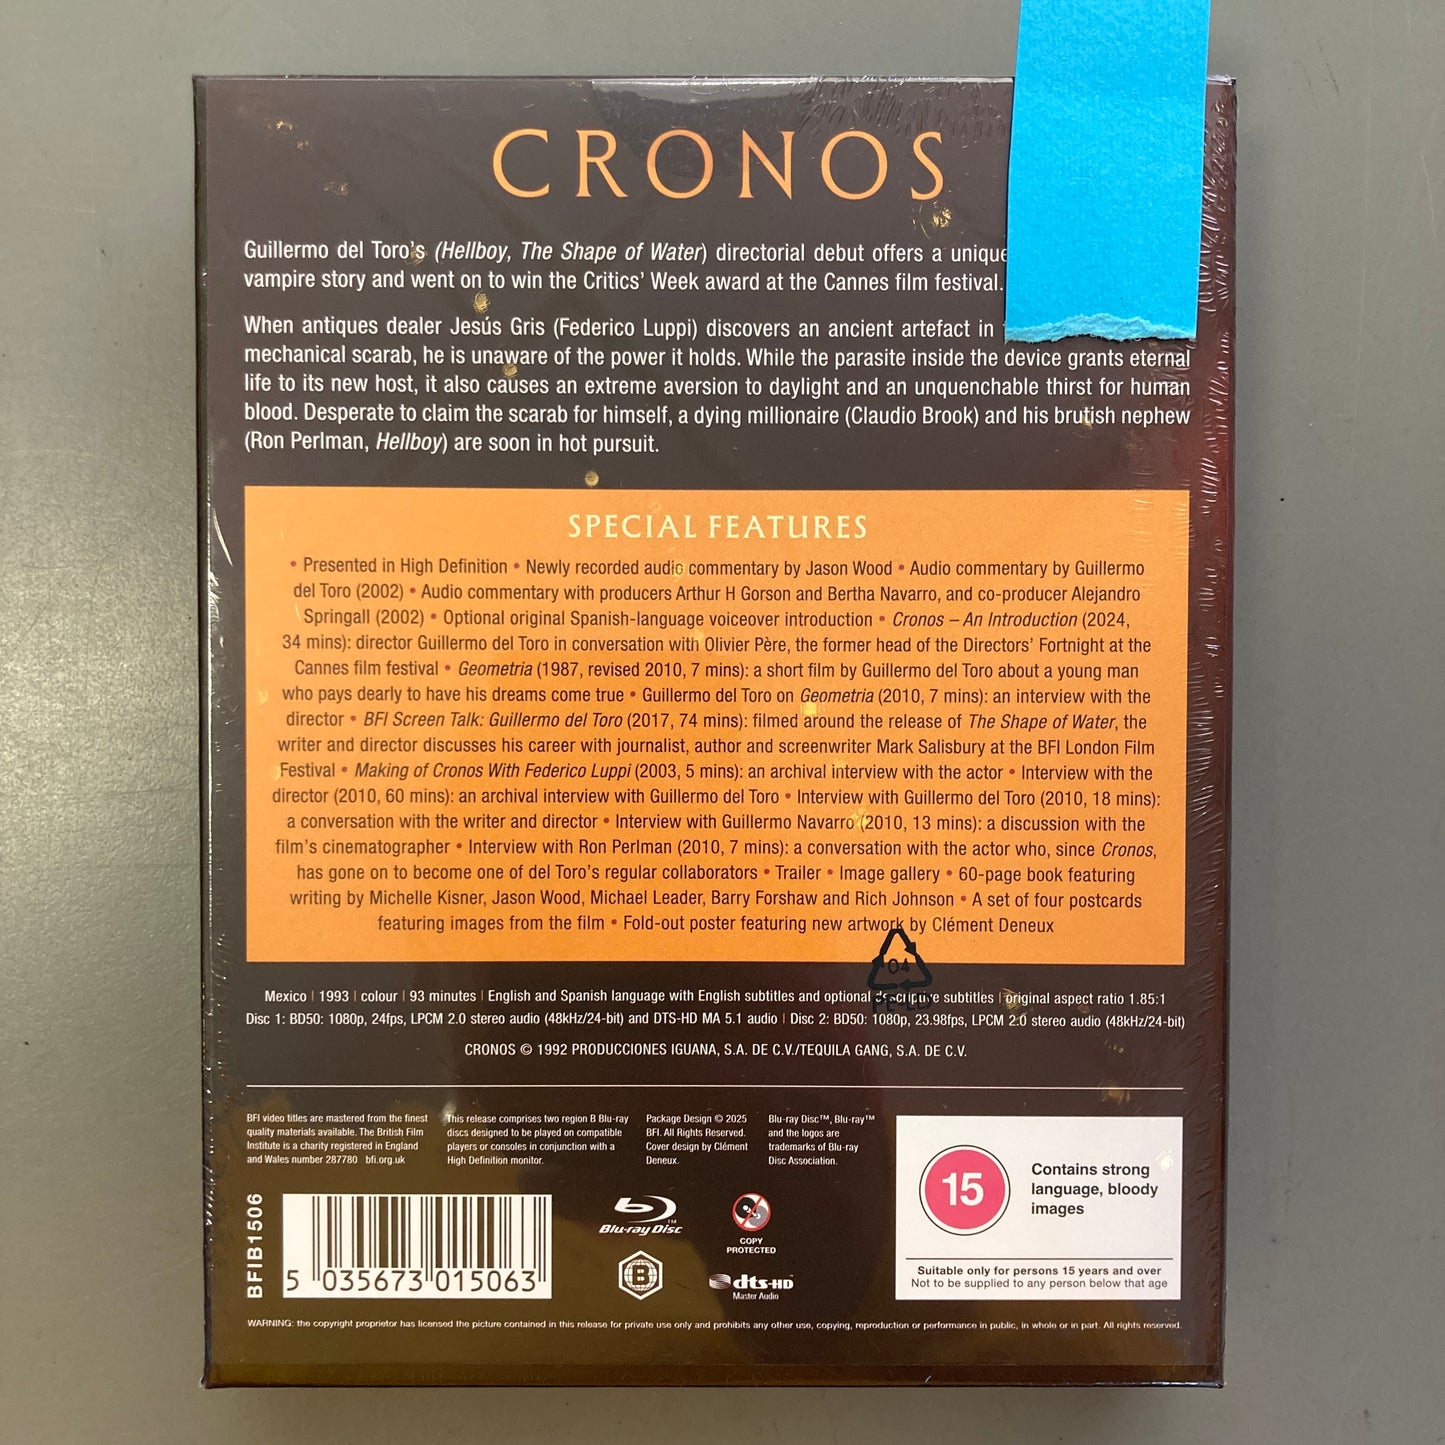 CRONOS
Guillermo del Toro's (Hellboy, The Shape of Water) directorial debut offers a unique
vampire story and went on to win the Critics' Week award at the Cannes film festival.
When antiques dealer Jesús Gris (Federico Luppi) discovers an ancient artefact in
mechanical scarab, he is unaware of the power it holds. While the parasite inside the device grants eternal
life to its new host, it also causes an extreme aversion to daylight and an unquenchable thirst for human
blood. Desperate to claim the scarab for himself, a dying millionaire (Claudio Brook) and his brutish nephew
(Ron Perlman, Hellboy) are soon in hot pursuit.
SPECIAL FEATURES
• Presented in High Definition • Newly recorded audio commentary by Jason Wood • Audio commentary by Guillermo
del Toro (2002) • Audio commentary with producers Arthur H Gorson and Bertha Navarro, and co-producer Alejandro
Springall (2002) • Optional original Spanish-language voiceover introduction • Cronos – An Introduction (2024,
34 mins): director Guillermo del Toro in conversation with Olivier Père, the former head of the Directors' Fortnight at the
Cannes film festival • Geometria (1987, revised 2010, 7 mins): a short film by Guillermo del Toro about a young man
who pays dearly to have his dreams come true • Guillermo del Toro on Geometria (2010, 7 mins): an interview with the
director • BFI Screen Talk: Guillermo del Toro (2017, 74 mins): filmed around the release of The Shape of Water, the
writer and director discusses his career with journalist, author and screenwriter Mark Salisbury at the BFI London Film
Festival • Making of Cronos With Federico Luppi (2003, 5 mins): an archival interview with the actor • Interview with the
director (2010, 60 mins): an archival interview with Guillermo del Toro • Interview with Guillermo del Toro (2010, 18 mins):
a conversation with the writer and director • Interview with Guillermo Navarro (2010, 13 mins): a discussion with the
film's cinematographer • Interview with Ron Perlman (2010, 7 mins): a conversation with the actor who, since Cronos,
has gone on to become one of del Toro's regular collaborators • Trailer • Image gallery • 60-page book featuring
writing by Michelle Kisner, Jason Wood, Michael Leader, Barry Forshaw and Rich Johnson • A set of four postcards
featuring images from the film • Fold-out poster featuring new artwork by Clément Deneux
04
Mexico | 1993 | colour | 93 minutes | English and Spanish language with English subtitles and optional descriptive subtitles | original aspect ratio 1.85:1
Disc 1: BD50: 1080p, 24fps, LPCM 2.0 stereo audio (48kHz/24-bit) and DTS-HD MA 5.1 audio | Disc 2: BD50: 1080p, 23.98fps, LPCM 2.0 stereo audio (48kHz/24-bit)
CRONOS © 1992 PRODUCCIONES IGUANA, S.A. DE C.V./TEQUILA GANG, S.A. DE C.V.
BFI video titles are mastered from the finest
quality materials available. The British Film
Institute is a charity registered in England
and Wales number 287780 bfi.org.uk
This release comprises two region B Blu-ray
discs designed to be played on compatible
players or consoles in conjunction with a
High Definition monitor.
Package Design © 2025
BFI. All Rights Reserved.
Cover design by Clément
Deneux.
Blu-ray Disc™, Blu-ray™
and the logos are
trademarks of Blu-ray
Disc Association.
BFIB1506
5 035673 015063
Blu-ray Disc™
B
COPY
PROTECTED
dts-HD
Master Audio
15
Contains strong
language, bloody
images
Suitable only for persons 15 years and over
Not to be supplied to any person below that age
WARNING: the copyright proprietor has licensed the picture contained in this release for private use only and prohibits any other use, copying, reproduction or performance in public, in whole or in part. All rights reserved.